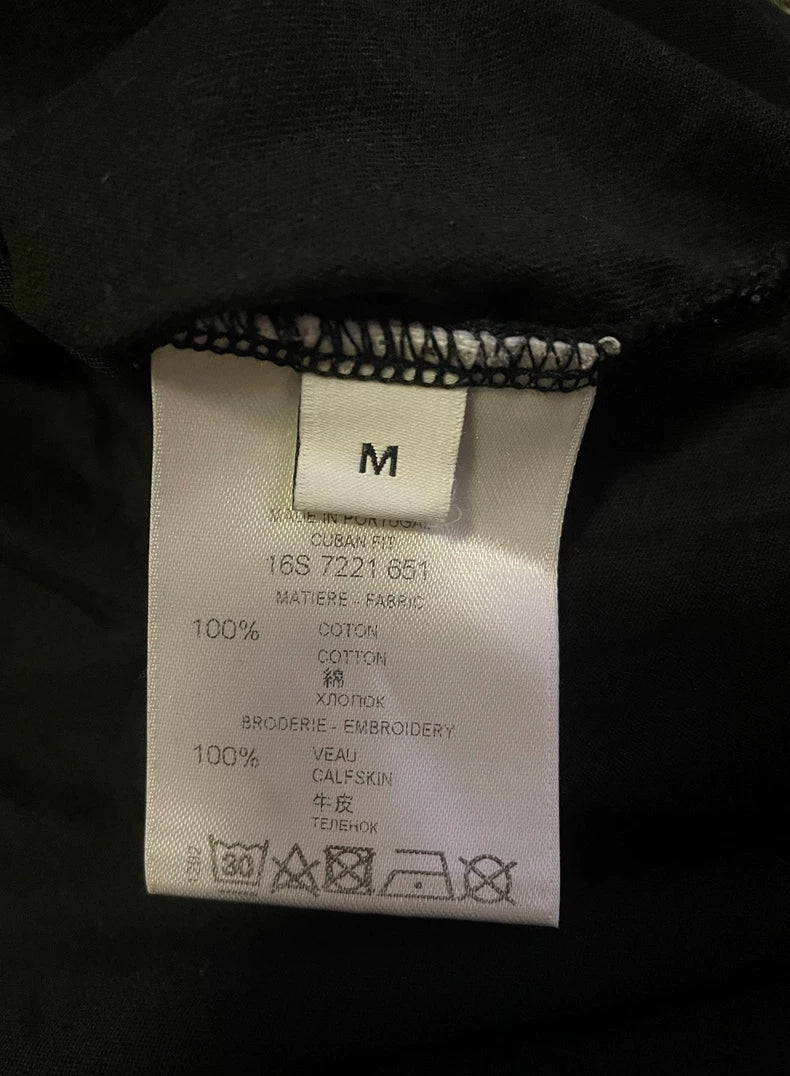 M
MADE IN PORTUGAL
CUBAN FIT
16S 7221 651
MATIERE - FABRIC
100% COTON
COTTON
綿
ХЛОПОК
BRODERIE - EMBROIDERY
100% VEAU
CALFSKIN
牛皮
ТЕЛЕНОК
30